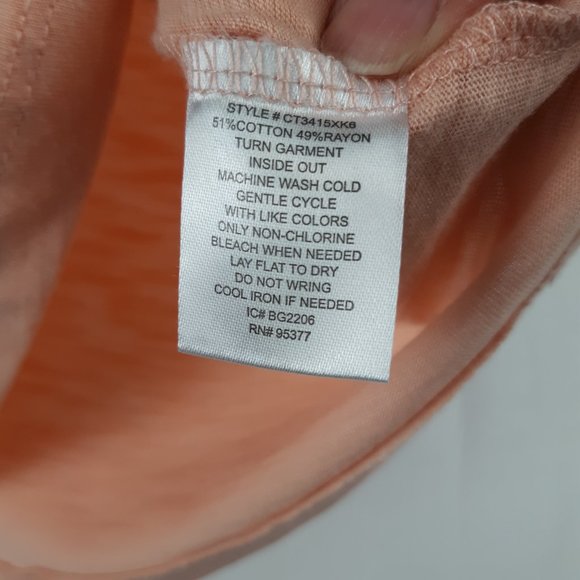 STYLE # CT3415XK6
51%COTTON 49%RAYON
TURN GARMENT
INSIDE OUT
MACHINE WASH COLD
GENTLE CYCLE
WITH LIKE COLORS
ONLY NON-CHLORINE
BLEACH WHEN NEEDED
LAY FLAT TO DRY
DO NOT WRING
COOL IRON IF NEEDED
IC# BG2206
RN# 95377